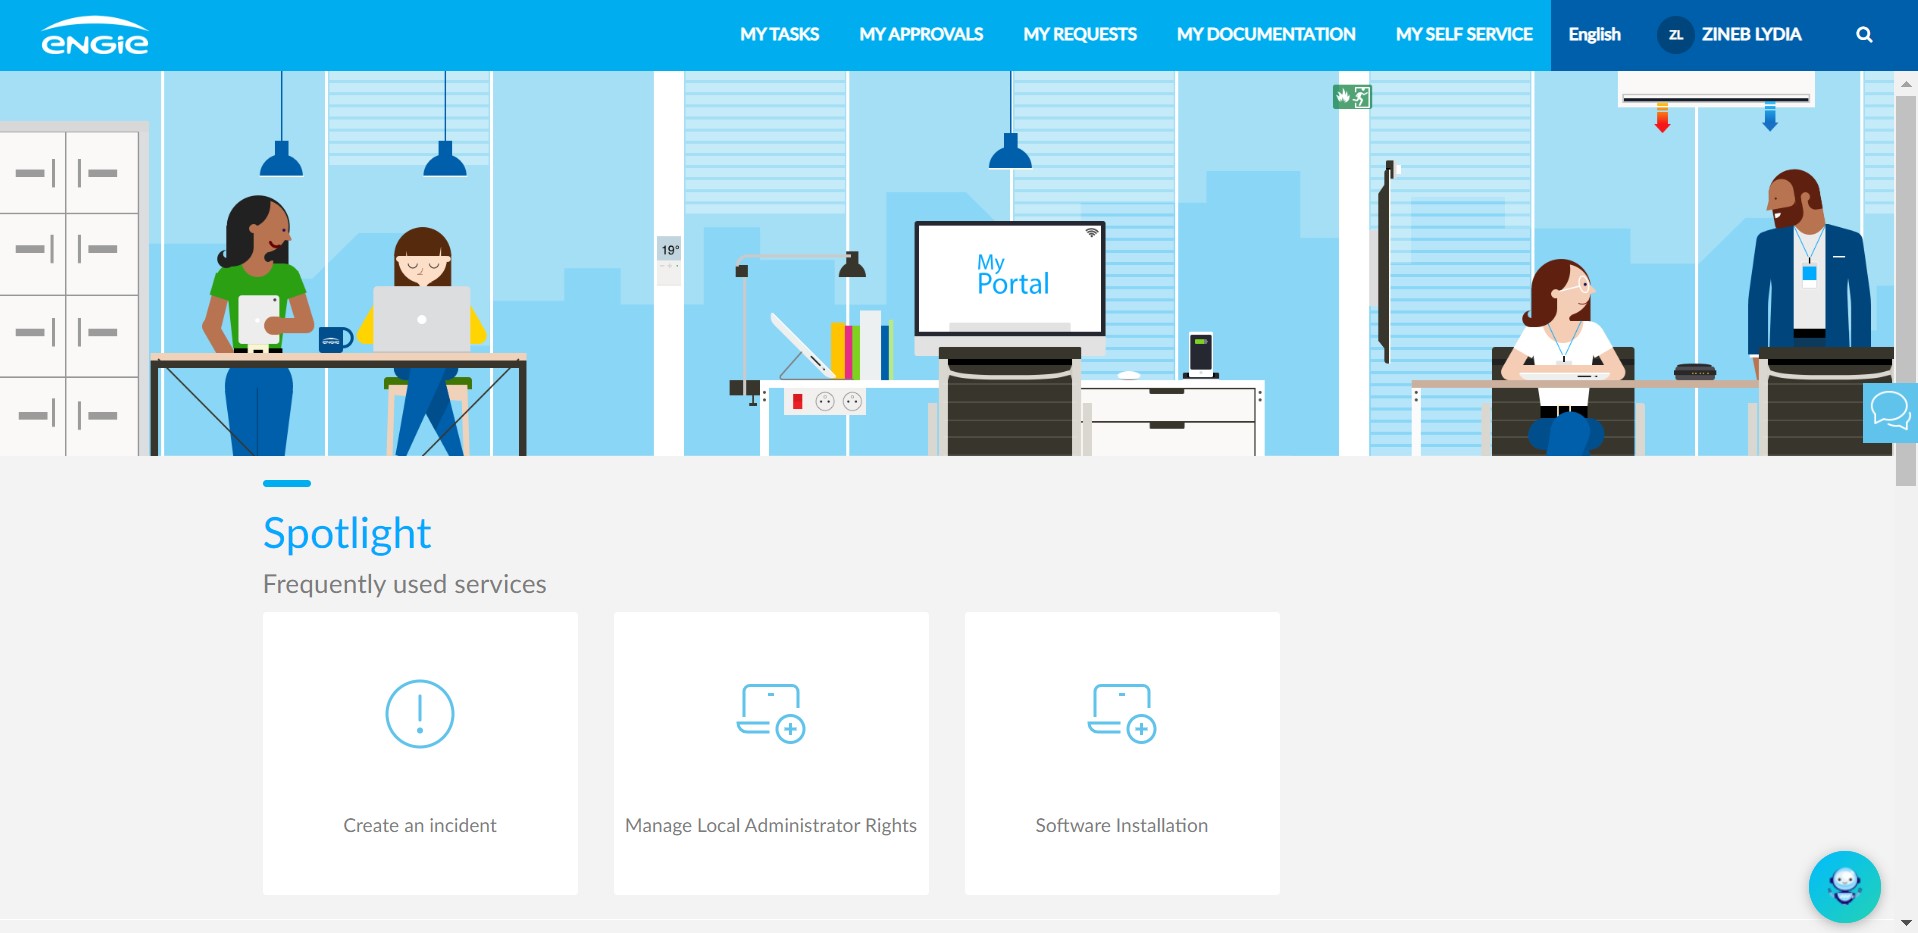 ENGIE
MY TASKS
MY APPROVALS
MY REQUESTS
MY DOCUMENTATION
MY SELF SERVICE
English
ZL
ZINEB LYDIA
19°
My
Portal
ENGIE
Spotlight
Frequently used services
Create an incident
Manage Local Administrator Rights
Software Installation